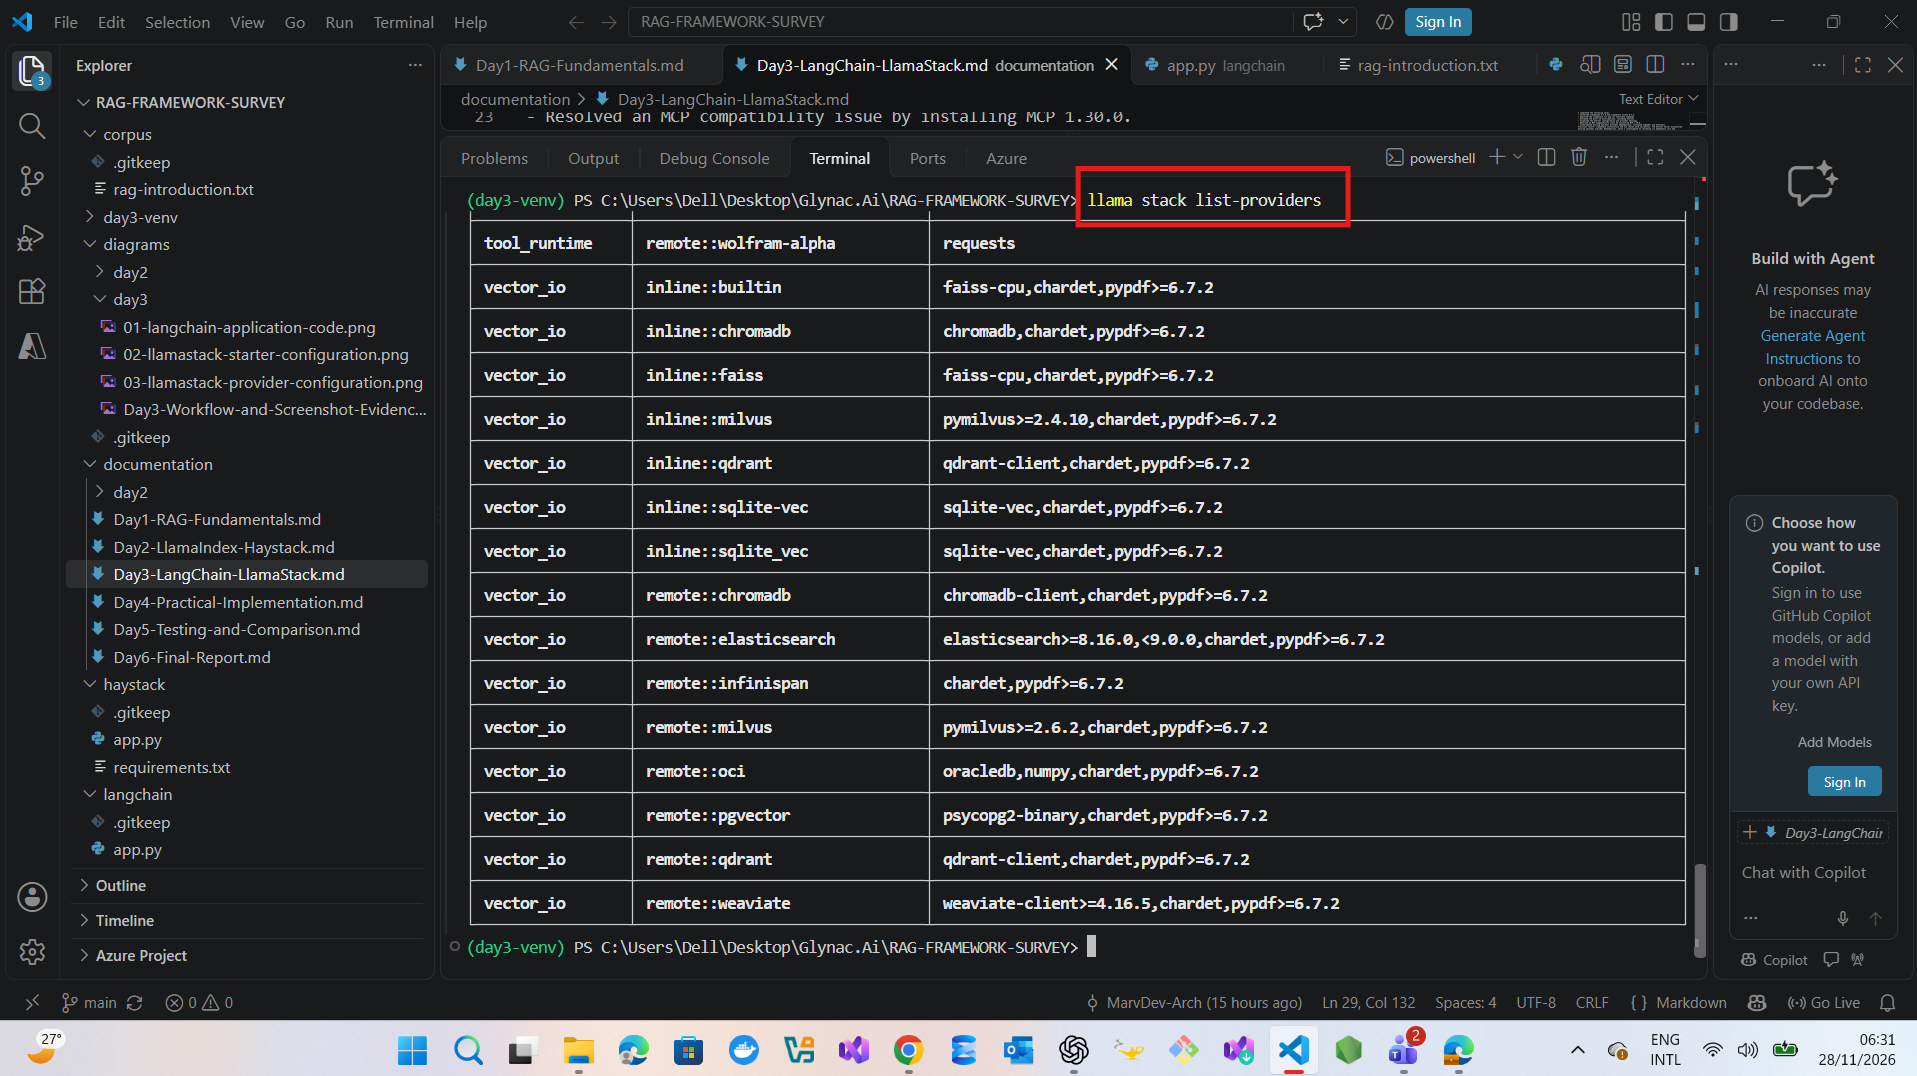 File Edit Selection View Go Run Terminal Help
RAG-FRAMEWORK-SURVEY
Sign In
Explorer
RAG-FRAMEWORK-SURVEY
corpus
.gitkeep
rag-introduction.txt
day3-venv
diagrams
day2
day3
01-langchain-application-code.png
02-llamastack-starter-configuration.png
03-llamastack-provider-configuration.png
Day3-Workflow-and-Screenshot-Evidenc...
.gitkeep
documentation
day2
Day1-RAG-Fundamentals.md
Day2-LlamaIndex-Haystack.md
Day3-LangChain-LlamaStack.md
Day4-Practical-Implementation.md
Day5-Testing-and-Comparison.md
Day6-Final-Report.md
haystack
.gitkeep
app.py
requirements.txt
langchain
.gitkeep
app.py
Outline
Timeline
Azure Project
3
Day1-RAG-Fundamentals.md
Day3-LangChain-LlamaStack.md documentation
app.py langchain
rag-introduction.txt
documentation > Day3-LangChain-LlamaStack.md
Text Editor
23 - Resolved an MCP compatibility issue by installing MCP 1.30.0.
Problems Output Debug Console Terminal Ports Azure
powershell
(day3-venv) PS C:\Users\Dell\Desktop\Glynac.Ai\RAG-FRAMEWORK-SURVEY> llama stack list-providers
tool_runtime remote::wolfram-alpha requests
vector_io inline::builtin faiss-cpu,chardet,pypdf>=6.7.2
vector_io inline::chromadb chromadb,chardet,pypdf>=6.7.2
vector_io inline::faiss faiss-cpu,chardet,pypdf>=6.7.2
vector_io inline::milvus pymilvus>=2.4.10,chardet,pypdf>=6.7.2
vector_io inline::qdrant qdrant-client,chardet,pypdf>=6.7.2
vector_io inline::sqlite-vec sqlite-vec,chardet,pypdf>=6.7.2
vector_io inline::sqlite_vec sqlite-vec,chardet,pypdf>=6.7.2
vector_io remote::chromadb chromadb-client,chardet,pypdf>=6.7.2
vector_io remote::elasticsearch elasticsearch>=8.16.0,<9.0.0,chardet,pypdf>=6.7.2
vector_io remote::infinispan chardet,pypdf>=6.7.2
vector_io remote::milvus pymilvus>=2.6.2,chardet,pypdf>=6.7.2
vector_io remote::oci oracledb,numpy,chardet,pypdf>=6.7.2
vector_io remote::pgvector psycopg2-binary,chardet,pypdf>=6.7.2
vector_io remote::qdrant qdrant-client,chardet,pypdf>=6.7.2
vector_io remote::weaviate weaviate-client>=4.16.5,chardet,pypdf>=6.7.2
(day3-venv) PS C:\Users\Dell\Desktop\Glynac.Ai\RAG-FRAMEWORK-SURVEY>
Build with Agent
AI responses may
be inaccurate
Generate Agent
Instructions to
onboard AI onto
your codebase.
Choose how
you want to use
Copilot.
Sign in to use
GitHub Copilot
models, or add
a model with
your own API
key.
Add Models
Sign In
Day3-LangChain
Chat with Copilot
Copilot
main
0 0
MarvDev-Arch (15 hours ago)
Ln 29, Col 132
Spaces: 4
UTF-8
CRLF
{ } Markdown
Go Live
27°
2
ENG
INTL
06:31
28/11/2026